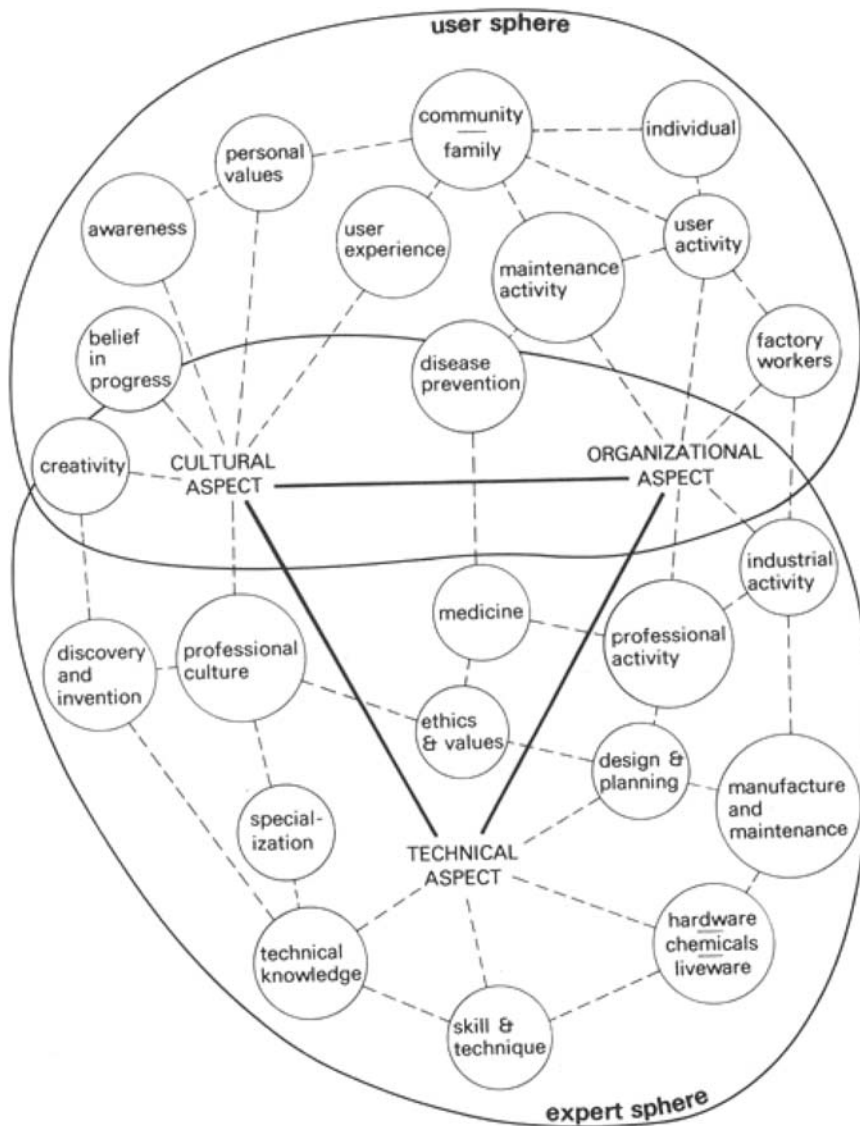 user sphere
community
family
individual
personal
values
awareness
user
experience
user
activity
maintenance
activity
belief
in
progress
disease
prevention
factory
workers
creativity
CULTURAL
ASPECT
ORGANIZATIONAL
ASPECT
industrial
activity
medicine
professional
activity
discovery
and
invention
professional
culture
ethics
& values
design &
planning
manufacture
and
maintenance
special-
ization
TECHNICAL
ASPECT
hardware
chemicals
liveware
technical
knowledge
skill &
technique
expert sphere